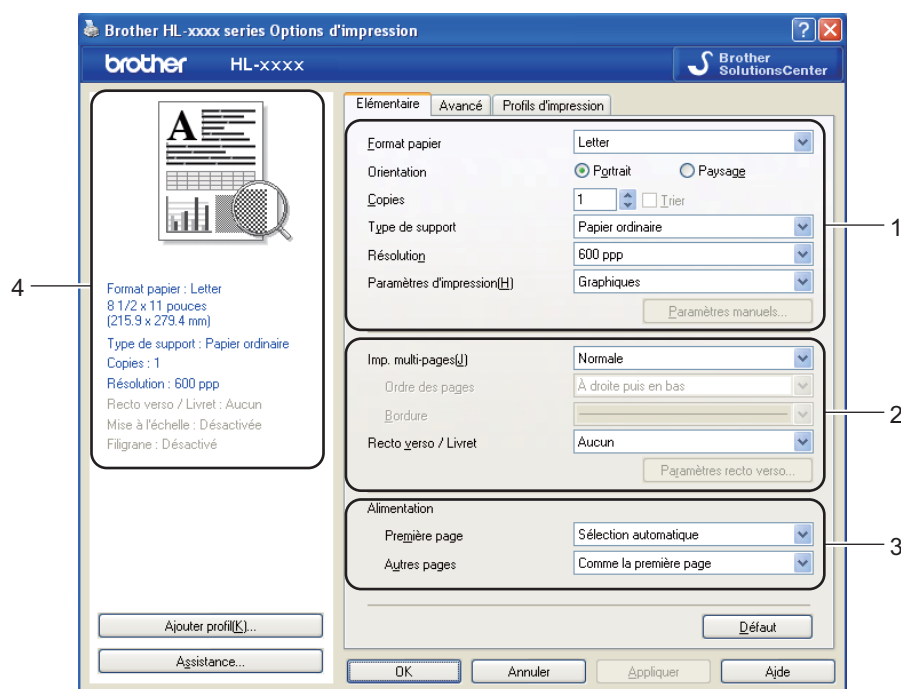 Brother HL-xxxx series Options d'impression
brother HL-xxxx
Brother
SolutionsCenter
A
Format papier : Letter
8 1/2 x 11 pouces
(215.9 x 279.4 mm)
Type de support : Papier ordinaire
Copies : 1
Résolution : 600 ppp
Recto verso / Livret : Aucun
Mise à l'échelle : Désactivée
Filigrane : Désactivé
4
Ajouter profil(K)...
Assistance...
Elémentaire Avancé Profils d'impression
Format papier Letter
Orientation Portrait Paysage
Copies 1 Trier
Type de support Papier ordinaire
Résolution 600 ppp
Paramètres d'impression(H) Graphiques
Paramètres manuels...
1
Imp. multi-pages(J) Normale
Ordre des pages À droite puis en bas
Bordure
Recto verso / Livret Aucun
Paramètres recto verso...
2
Alimentation
Première page Sélection automatique
Autres pages Comme la première page
3
Défaut
OK Annuler Appliquer Aide